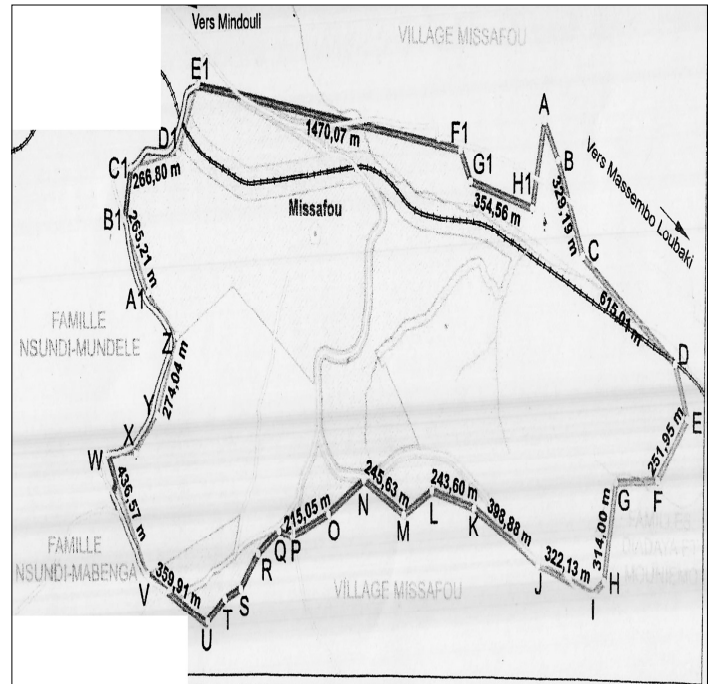 Vers Mindouli
VILLAGE MISSAFOU
E1
A
1470,07 m
F1
D1
B
Vers Massembo Loubaki
C1
G1
266,80 m
354,56 m
H1
329,19 m
Missafou
B1
265,21 m
C
A1
615,01 m
FAMILLE
NSUNDI-MUNDELE
Z
D
274,04 m
Y
E
X
W
251,95 m
436,57 m
245,63 m
243,60 m
G
F
N
L
215,05 m
M
K
398,88 m
314,00 m
O
Q
P
FAMILLES
FAMILLE
NSUNDI-MABENGA
R
359,91 m
J
322,13 m
H
V
S
VILLAGE MISSAFOU
T
I
U